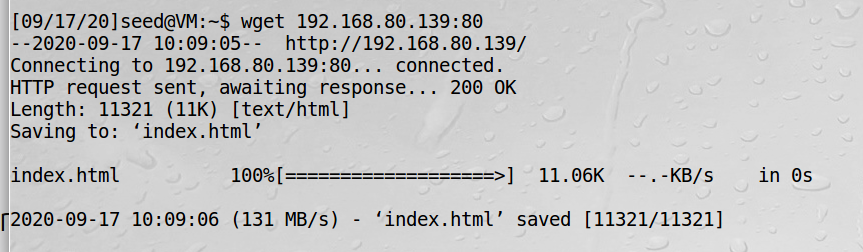 [09/17/20]seed@VM:~$ wget 192.168.80.139:80
--2020-09-17 10:09:05--  http://192.168.80.139/
Connecting to 192.168.80.139:80... connected.
HTTP request sent, awaiting response... 200 OK
Length: 11321 (11K) [text/html]
Saving to: ‘index.html’
index.html          100%[===================>]  11.06K  --.-KB/s    in 0s
2020-09-17 10:09:06 (131 MB/s) - ‘index.html’ saved [11321/11321]